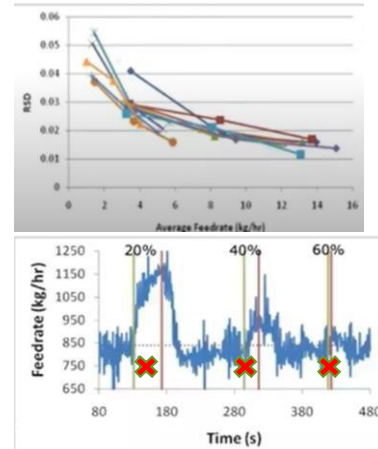 0.06
0.05
0.04
0.03
0.02
0.01
0
RSD
0 2 4 6 8 10 12 14 16
Average Feedrate (kg/hr)
1250
1150
1050
950
850
750
650
Feedrate (kg/hr)
20% 40% 60%
80 180 280 380 480
Time (s)